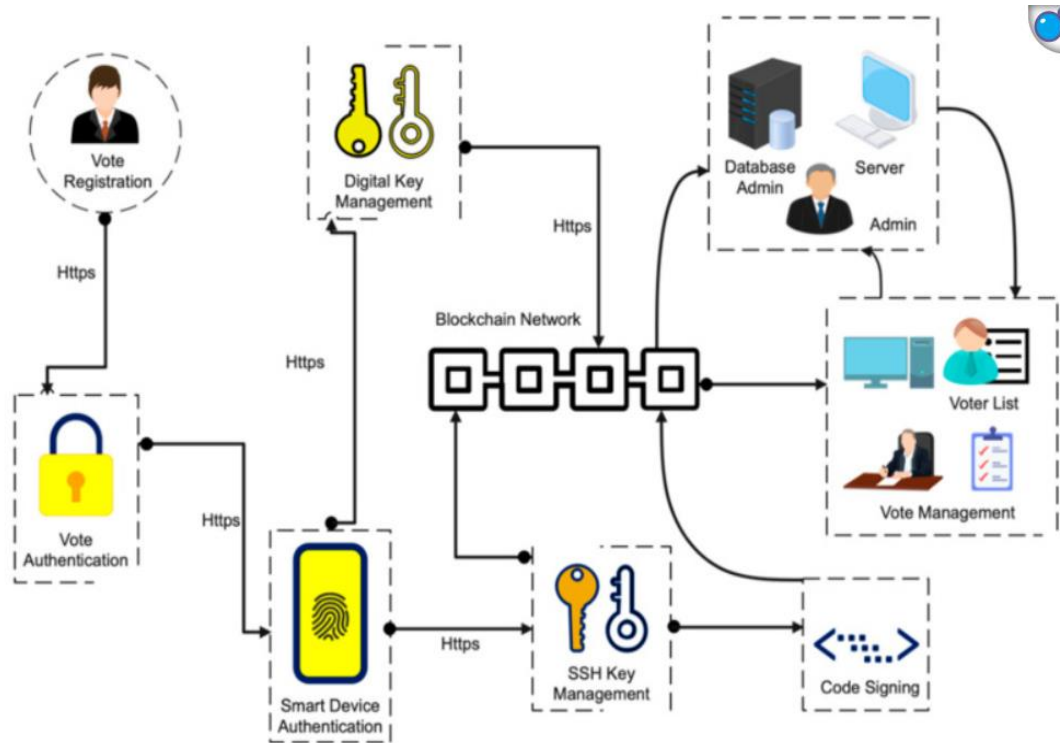 Vote
Registration
Https
Vote
Authentication
Https
Smart Device
Authentication
Https
Digital Key
Management
Https
Blockchain Network
Https
SSH Key
Management
Code Signing
Database
Admin
Server
Admin
Voter List
Vote Management